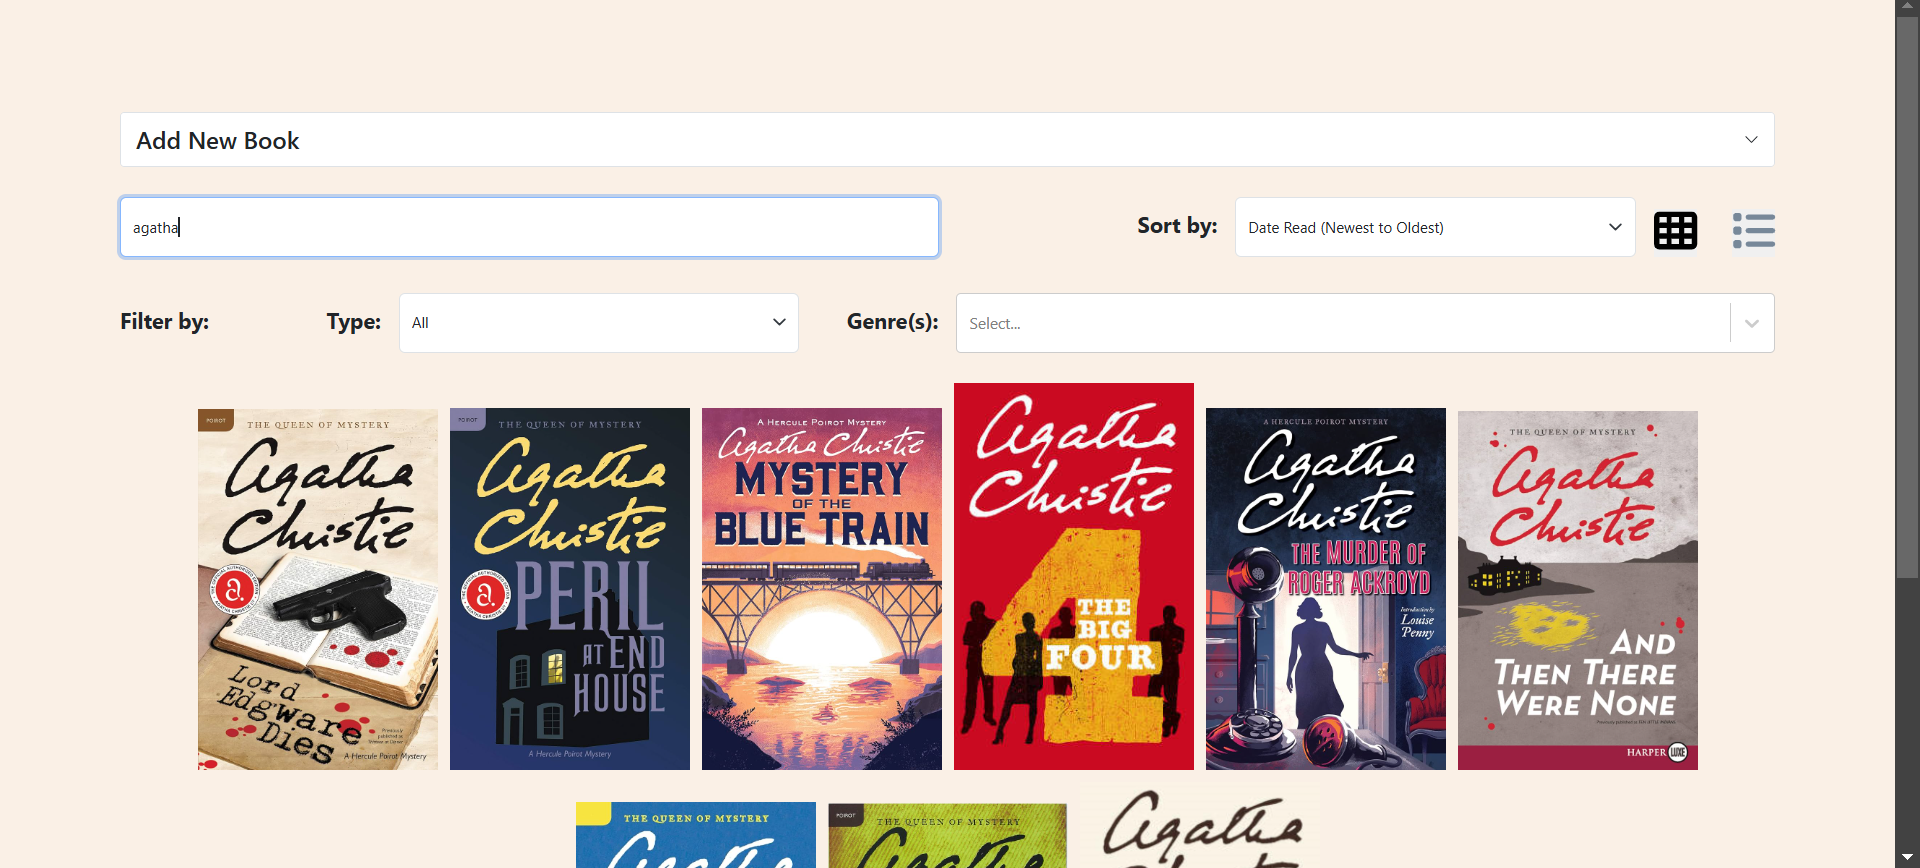 Add New Book
agatha
Sort by:
Date Read (Newest to Oldest)
Filter by:
Type:
All
Genre(s):
Select...
POIROT
THE QUEEN OF MYSTERY
Agatha
Christie
Lord
Edgware
Dies
A Hercule Poirot Mystery
POIROT
THE QUEEN OF MYSTERY
Agatha
Christie
PERIL
AT END
HOUSE
A Hercule Poirot Mystery
A HERCULE POIROT MYSTERY
Agatha Christie
MYSTERY
OF THE
BLUE TRAIN
Agatha
Christie
4
THE
BIG
FOUR
A HERCULE POIROT MYSTERY
Agatha
Christie
THE MURDER OF
ROGER ACKROYD
Introduction by
Louise
Penny
THE QUEEN OF MYSTERY
Agatha
Christie
AND
THEN THERE
WERE NONE
HARPER LUXE
THE QUEEN OF MYSTERY
Agatha
POIROT
THE QUEEN OF MYSTERY
Agatha
Agatha